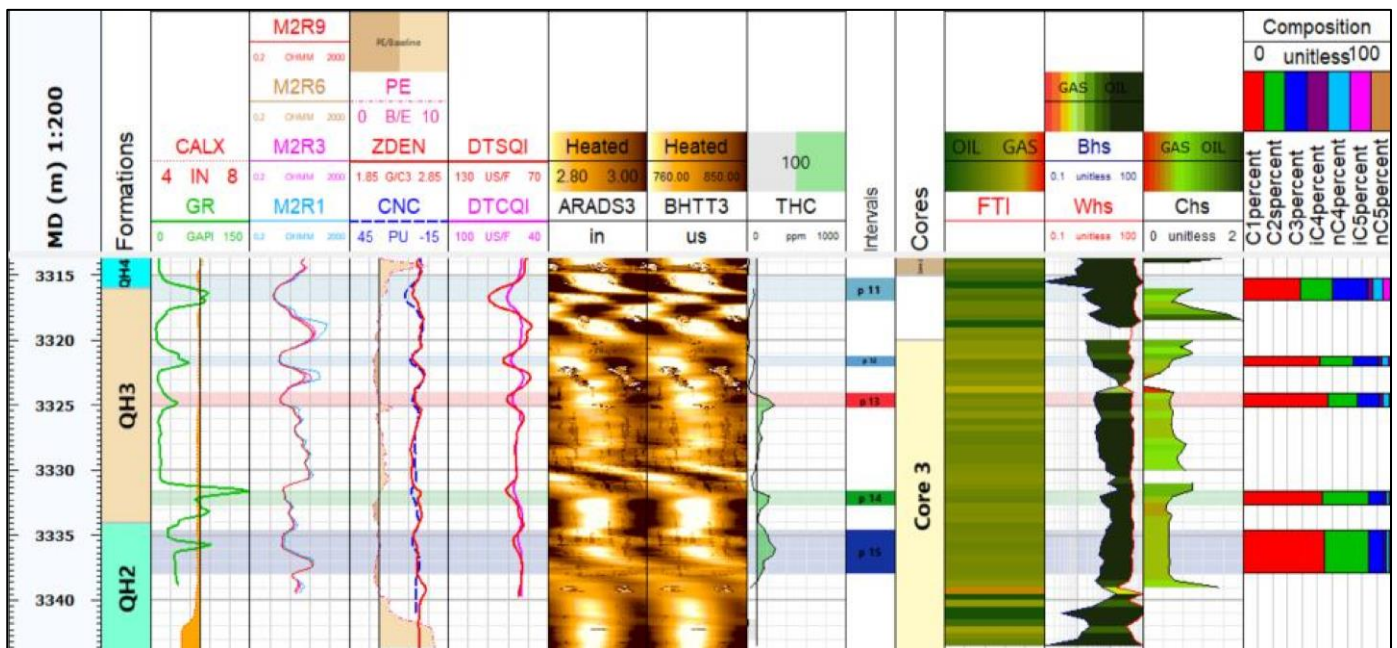 MD (m) 1:200
Formations
CALX
4 IN 8
GR
0 GAPI 150
M2R9
0.2 OHMM 2000
M2R6
0.2 OHMM 2000
M2R3
0.2 OHMM 2000
M2R1
0.2 OHMM 2000
PE/Baseline
PE
0 B/E 10
ZDEN
1.85 G/C3 2.85
CNC
45 PU -15
DTSQI
130 US/F 70
DTCQI
100 US/F 40
Heated
2.80 3.00
ARADS3
in
Heated
760.00 850.00
BHTT3
us
100
THC
0 ppm 1000
Intervals
Cores
OIL GAS
FTI
GAS OIL
Bhs
0.1 unitless 100
Whs
0.1 unitless 100
GAS OIL
Chs
0 unitless 2
Composition
0 unitless 100
C1percent
C2spercent
C3percent
iC4percent
nC4percent
iC5percent
nC5percent
3315
3320
3325
3330
3335
3340
QH4
QH3
QH2
p 11
p 13
p 14
p 15
Core 3